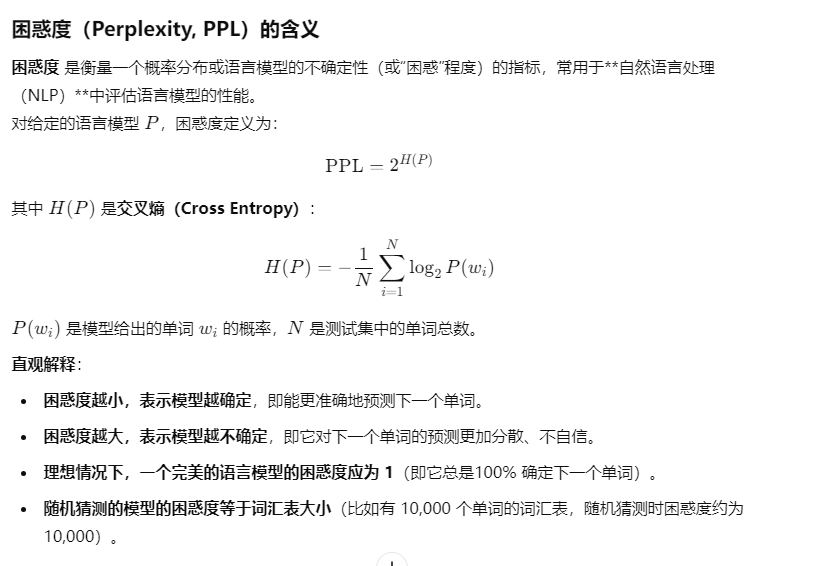 困惑度（Perplexity, PPL）的含义
困惑度 是衡量一个概率分布或语言模型的不确定性（或“困惑”程度）的指标，常用于**自然语言处理
（NLP）**中评估语言模型的性能。
对给定的语言模型 P，困惑度定义为：
PPL = 2^{H(P)}
其中 H(P) 是交叉熵（Cross Entropy）：
H(P) = -\frac{1}{N} \sum_{i=1}^{N} \log_2 P(w_i)
P(w_i) 是模型给出的单词 w_i 的概率，N 是测试集中的单词总数。
直观解释：
• 困惑度越小，表示模型越确定，即能更准确地预测下一个单词。
• 困惑度越大，表示模型越不确定，即它对下一个单词的预测更加分散、不自信。
• 理想情况下，一个完美的语言模型的困惑度应为 1（即它总是100% 确定下一个单词）。
• 随机猜测的模型的困惑度等于词汇表大小（比如有 10,000 个单词的词汇表，随机猜测时困惑度约为
10,000）。